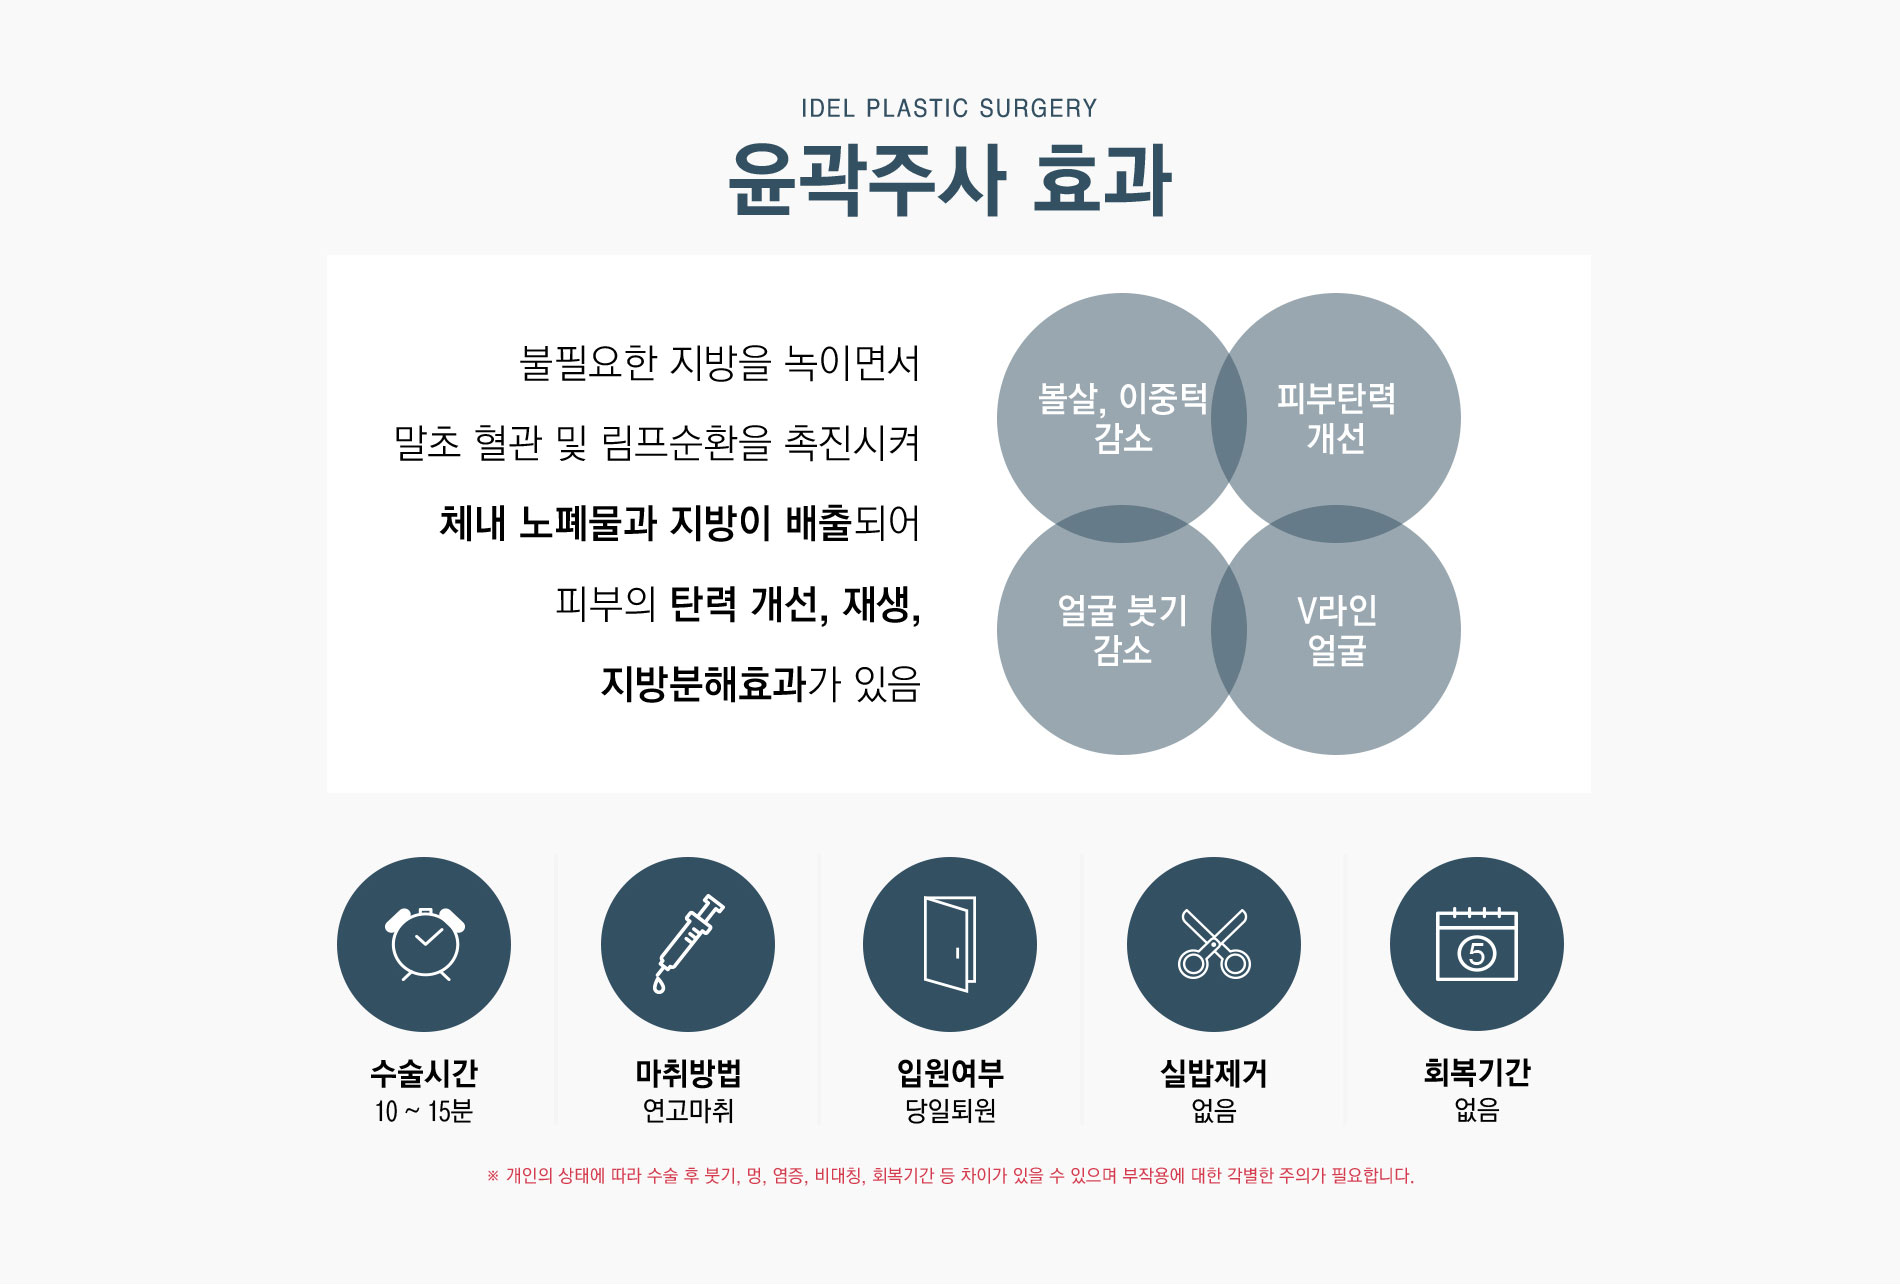 IDEL PLASTIC SURGERY
윤곽주사 효과
불필요한 지방을 녹이면서
말초 혈관 및 림프순환을 촉진시켜
체내 노폐물과 지방이 배출되어
피부의 탄력 개선, 재생,
지방분해효과가 있음
볼살, 이중턱
감소
피부탄력
개선
얼굴 붓기
감소
V라인
얼굴
5
수술시간
10 ~ 15분
마취방법
연고마취
입원여부
당일퇴원
실밥제거
없음
회복기간
없음
※ 개인의 상태에 따라 수술 후 붓기, 멍, 염증, 비대칭, 회복기간 등 차이가 있을 수 있으며 부작용에 대한 각별한 주의가 필요합니다.